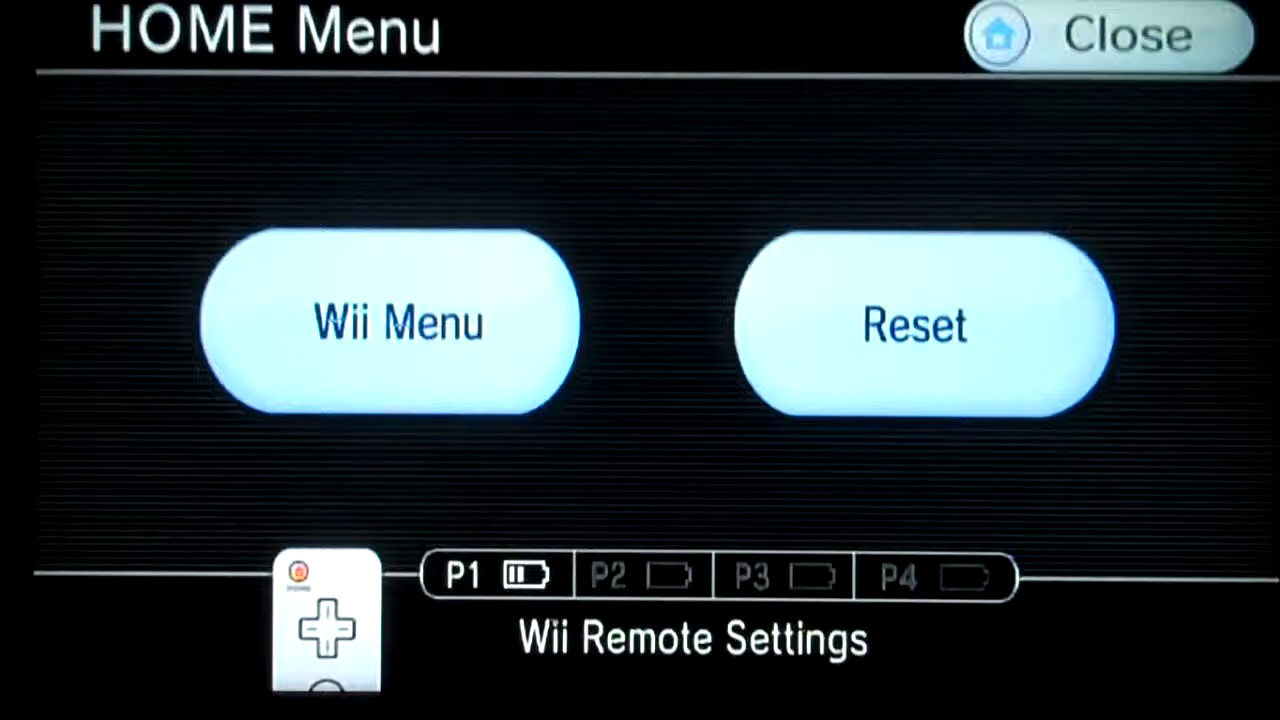 HOME Menu
Close
Wii Menu
Reset
P1 P2 P3 P4
Wii Remote Settings